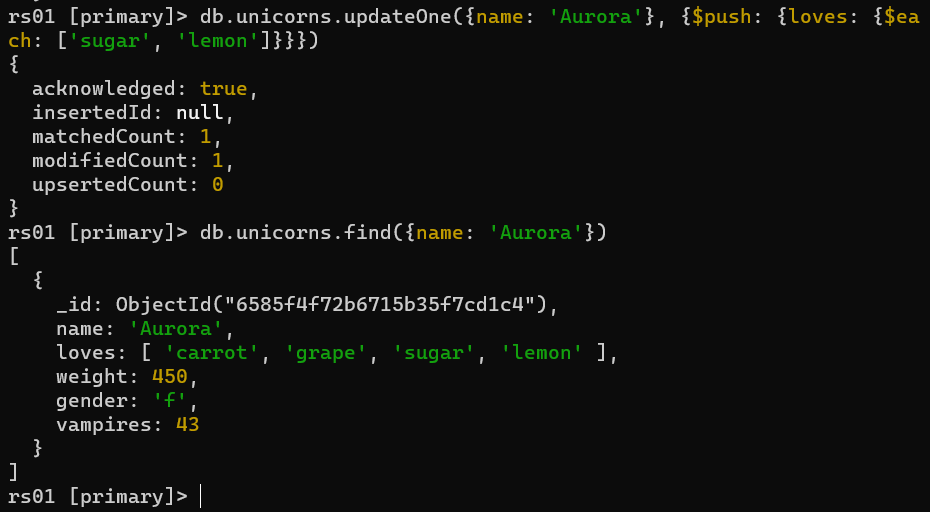 rs01 [primary]> db.unicorns.updateOne({name: 'Aurora'}, {$push: {loves: {$ea
ch: ['sugar', 'lemon']}}})
{
  acknowledged: true,
  insertedId: null,
  matchedCount: 1,
  modifiedCount: 1,
  upsertedCount: 0
}
rs01 [primary]> db.unicorns.find({name: 'Aurora'})
[
  {
    _id: ObjectId("6585f4f72b6715b35f7cd1c4"),
    name: 'Aurora',
    loves: [ 'carrot', 'grape', 'sugar', 'lemon' ],
    weight: 450,
    gender: 'f',
    vampires: 43
  }
]
rs01 [primary]>